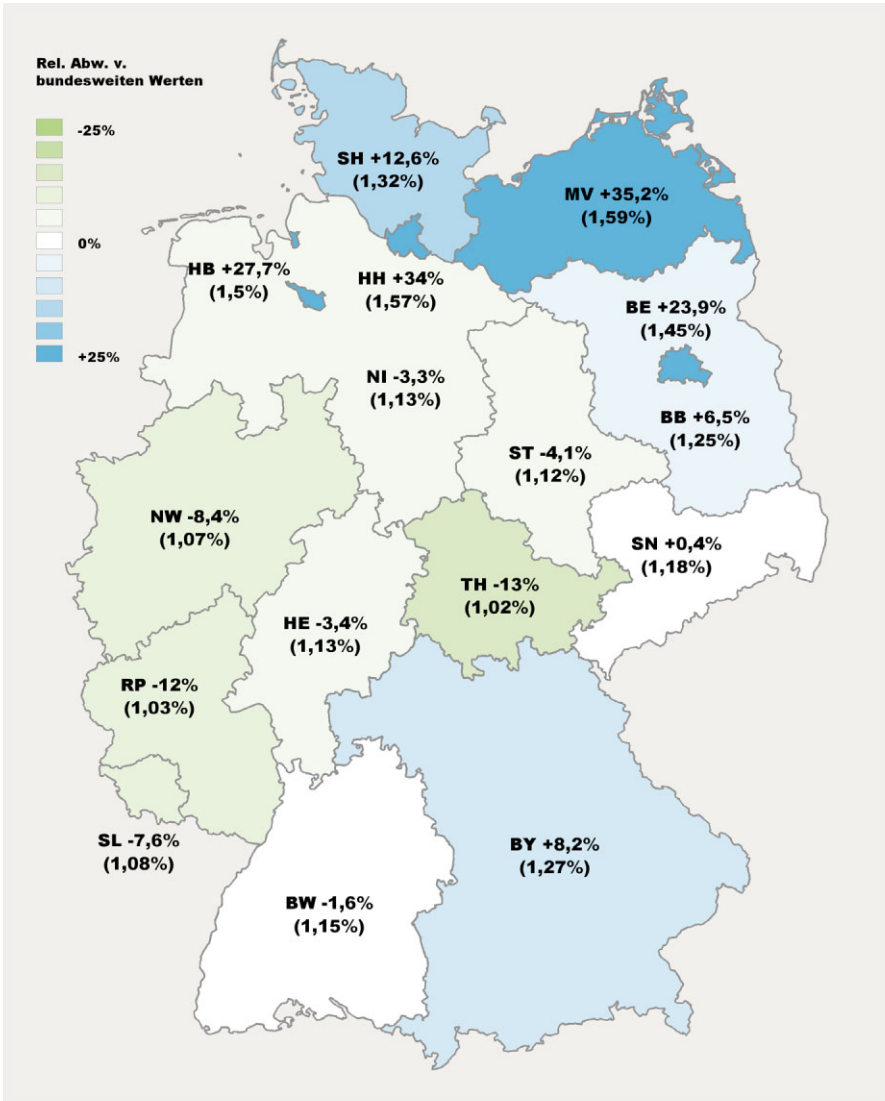 Rel. Abw. v.
bundesweiten Werten
-25%
0%
+25%
SH +12,6%
(1,32%)
MV +35,2%
(1,59%)
HB +27,7%
(1,5%)
HH +34%
(1,57%)
BE +23,9%
(1,45%)
NI -3,3%
(1,13%)
BB +6,5%
(1,25%)
ST -4,1%
(1,12%)
NW -8,4%
(1,07%)
SN +0,4%
(1,18%)
TH -13%
(1,02%)
HE -3,4%
(1,13%)
RP -12%
(1,03%)
SL -7,6%
(1,08%)
BY +8,2%
(1,27%)
BW -1,6%
(1,15%)